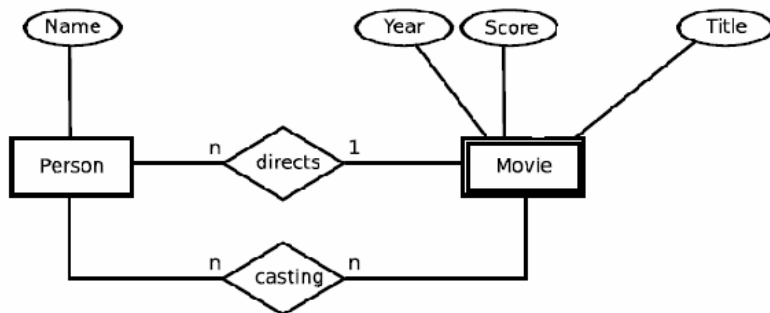 Name
Year
Score
Title
Person
n
directs
1
Movie
n
casting
n